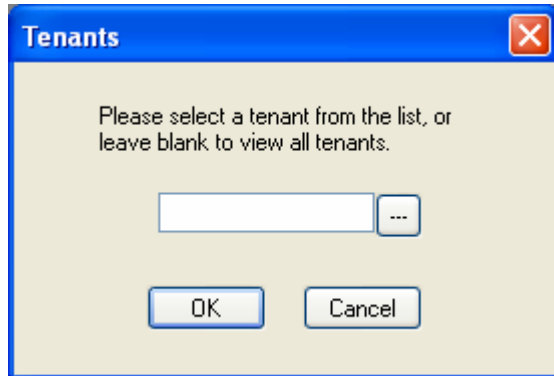 Tenants
Please select a tenant from the list, or
leave blank to view all tenants.
...
OK
Cancel